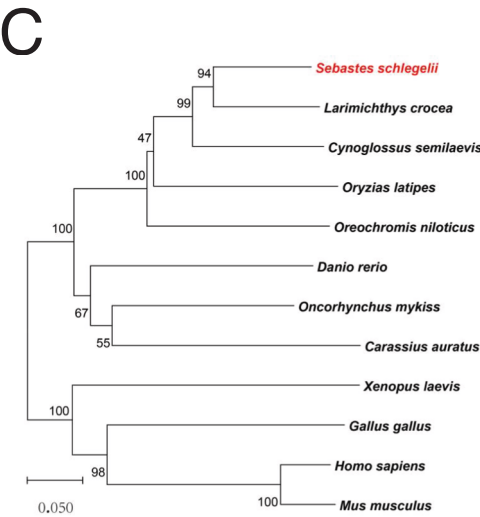 C
94
Sebastes schlegelii
Larimichthys crocea
99
Cynoglossus semilaevis
47
100
Oryzias latipes
Oreochromis niloticus
100
Danio rerio
67
Oncorhynchus mykiss
55
Carassius auratus
100
Xenopus laevis
Gallus gallus
98
Homo sapiens
100
Mus musculus
0.050